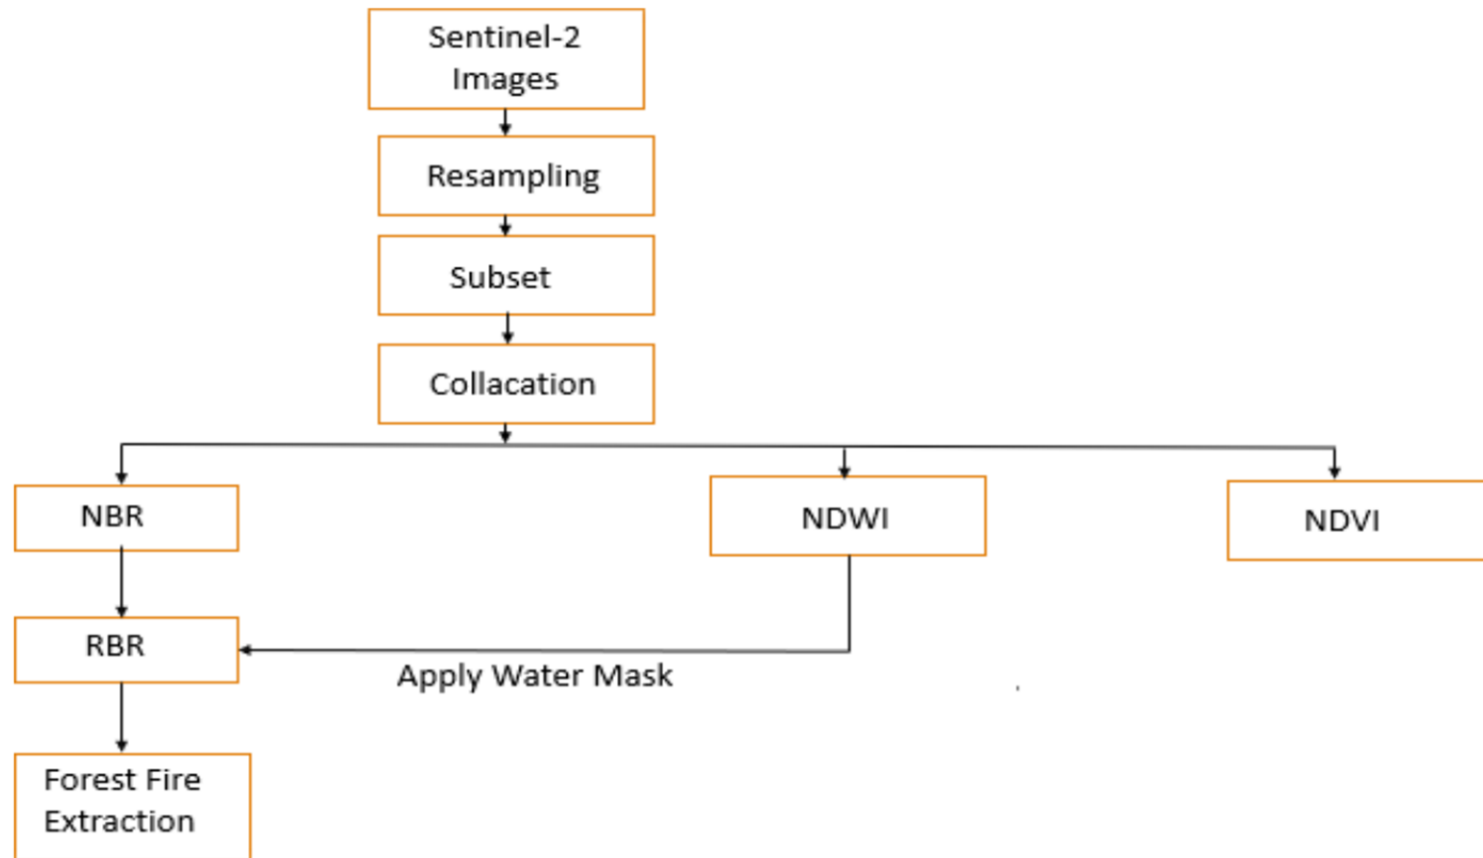 Sentinel-2
Images
Resampling
Subset
Collacation
NBR
NDWI
NDVI
RBR
Apply Water Mask
Forest Fire
Extraction